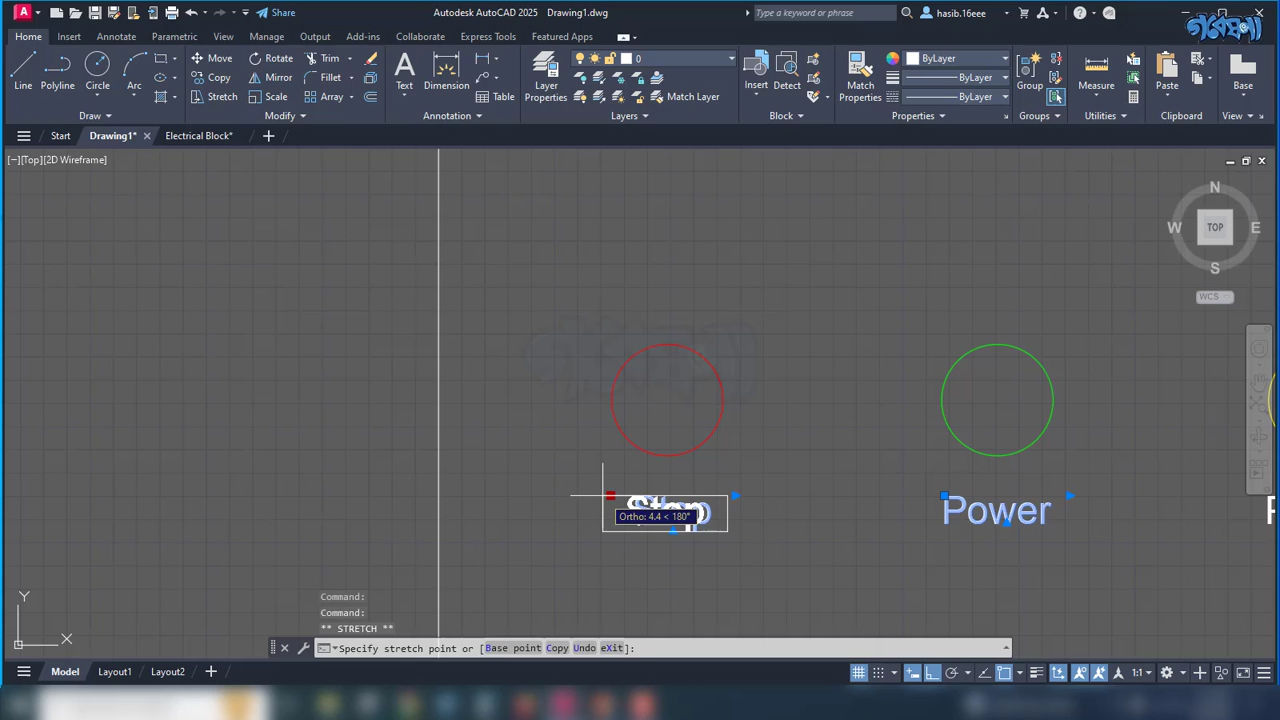 Share
Autodesk AutoCAD 2025 Drawing1.dwg
Type a keyword or phrase
hasib.16eee
গবেষণা
Home Insert Annotate Parametric View Manage Output Add-ins Collaborate Express Tools Featured Apps
Line Polyline Circle Arc
Move Rotate Trim
Copy Mirror Fillet
Stretch Scale Array
Text Dimension Table
Layer Properties
0
Match Layer
Insert Detect
Match Properties
ByLayer
ByLayer
ByLayer
Group Measure Paste Base
Draw Modify Annotation Layers Block Properties Groups Utilities Clipboard View
Start Drawing1* Electrical Block*
[−][Top][2D Wireframe]
N
W TOP E
S
WCS
Stop
Ortho: 4.4 < 180°
Power
Y
X
Command:
Command:
** STRETCH **
Specify stretch point or [Base point Copy Undo eXit]:
Model Layout1 Layout2
1:1